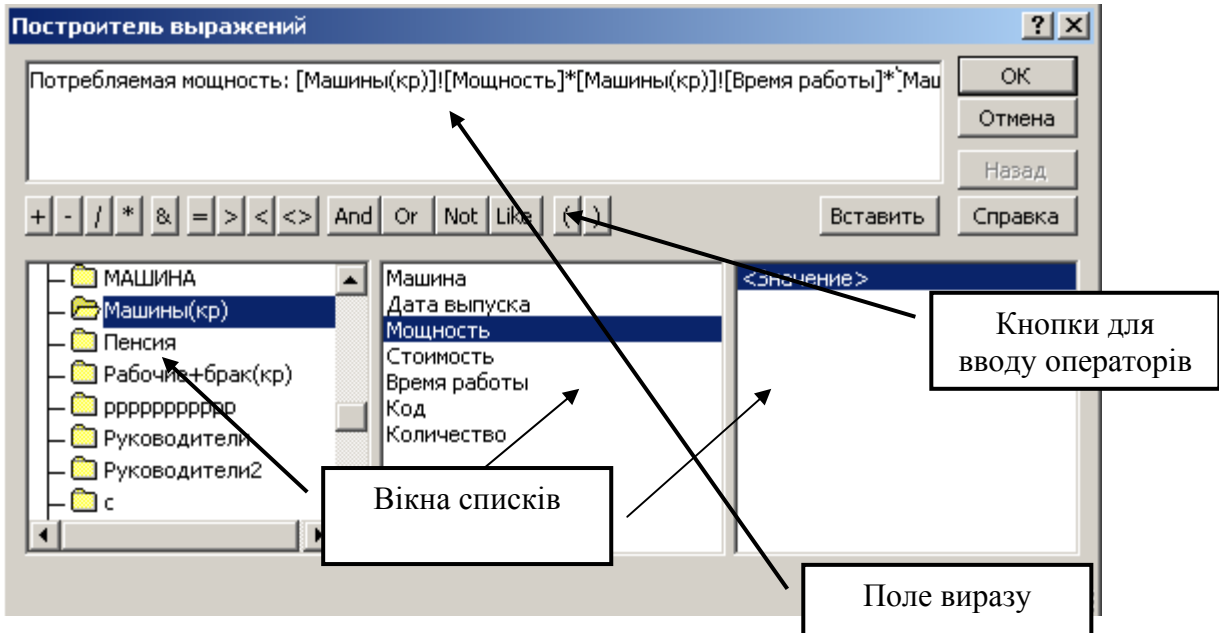 Построитель выражений
Потребляемая мощность: [Машины(кр)]![Мощность]*[Машины(кр)]![Время работы]*[Маш
OK
Отмена
Назад
+ - / * & = > < <> And Or Not Like ( ) Вставить Справка
МАШИНА
Машины(кр)
Пенсия
Рабочие+брак(кр)
ррррррррррр
Руководители
Руководители2
с
Машина
Дата выпуска
Мощность
Стоимость
Время работы
Код
Количество
<Значение>
Кнопки для
вводу операторів
Вікна списків
Поле виразу